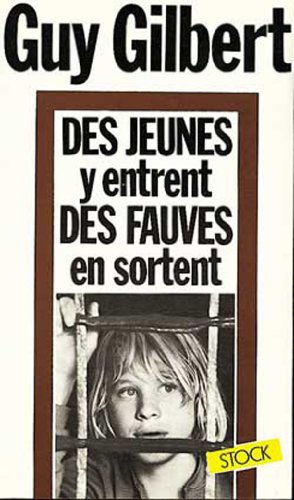 Guy Gilbert
DES JEUNES
y entrent
DES FAUVES
en sortent
STOCK